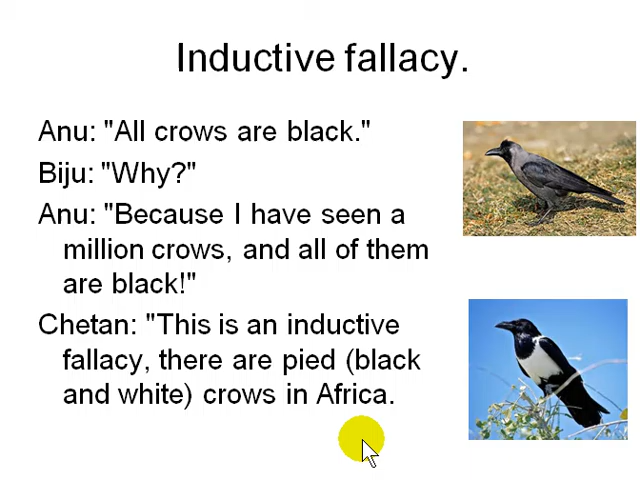 Inductive fallacy.
Anu: "All crows are black."
Biju: "Why?"
Anu: "Because I have seen a
million crows, and all of them
are black!"
Chetan: "This is an inductive
fallacy, there are pied (black
and white) crows in Africa.